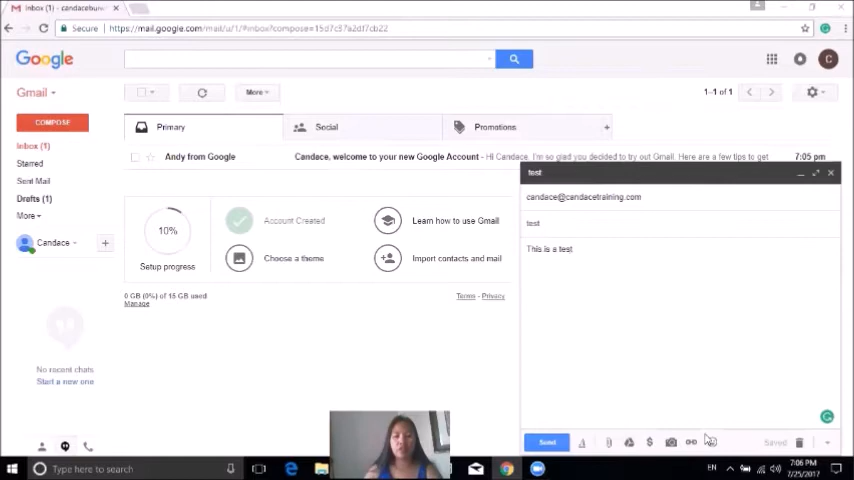 Inbox (1) - candacebur
Secure
https://mail.google.com/mail/u/1/#inbox?compose=15d7c37a2df7cb22
Google
C
Gmail
More
1–1 of 1
COMPOSE
Primary
Social
Promotions
+
Inbox (1)
Starred
Sent Mail
Drafts (1)
More
Andy from Google
Candace, welcome to your new Google Account - Hi Candace, I'm so glad you decided to try out Gmail. Here are a few tips to get
7:05 pm
test
candace@candacetraining.com
test
This is a test
10%
Setup progress
Account Created
Learn how to use Gmail
Choose a theme
Import contacts and mail
Candace
+
0 GB (0%) of 15 GB used
Manage
Terms - Privacy
No recent chats
Start a new one
Send
Saved
Type here to search
EN
7:06 PM
7/25/2017